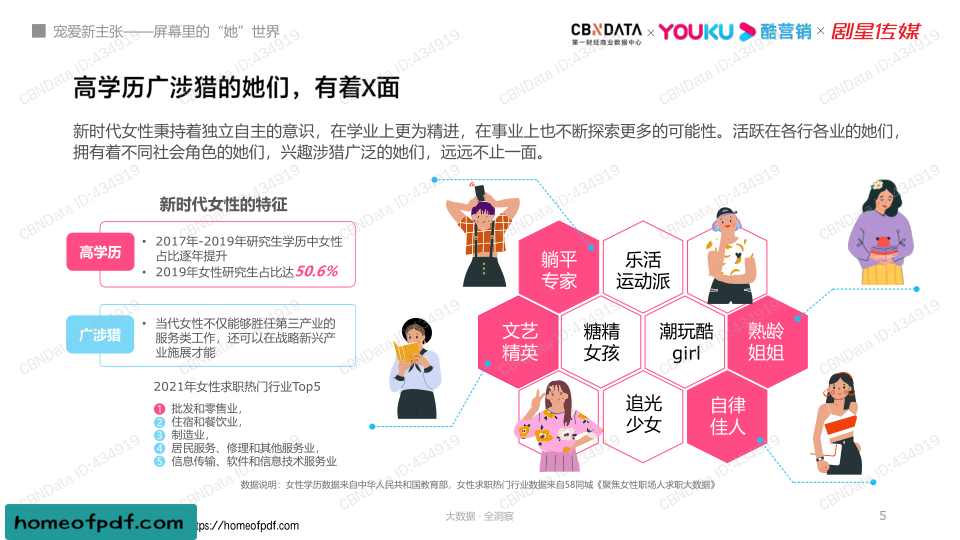 宠爱新主张——屏幕里的“她”世界
CBNDATA
第一财经商业数据中心
×
YOUKU
酷营销
×
剧星传媒
高学历广涉猎的她们，有着X面
新时代女性秉持着独立自主的意识，在学业上更为精进，在事业上也不断探索更多的可能性。活跃在各行各业的她们，
拥有着不同社会角色的她们，兴趣涉猎广泛的她们，远远不止一面。
新时代女性的特征
高学历
• 2017年-2019年研究生学历中女性
占比逐年提升
• 2019年女性研究生占比达50.6%
广涉猎
• 当代女性不仅能够胜任第三产业的
服务类工作，还可以在战略新兴产
业施展才能
2021年女性求职热门行业Top5
1 批发和零售业，
2 住宿和餐饮业，
3 制造业，
4 居民服务、修理和其他服务业，
5 信息传输、软件和信息技术服务业
躺平
专家
乐活
运动派
文艺
精英
糖精
女孩
潮玩酷
girl
熟龄
姐姐
追光
少女
自律
佳人
数据说明：女性学历数据来自中华人民共和国教育部，女性求职热门行业数据来自58同城《聚焦女性职场人求职大数据》
大数据 · 全洞察
5
homeofpdf.com
ttps://homeofpdf.com
CBNData ID:434919